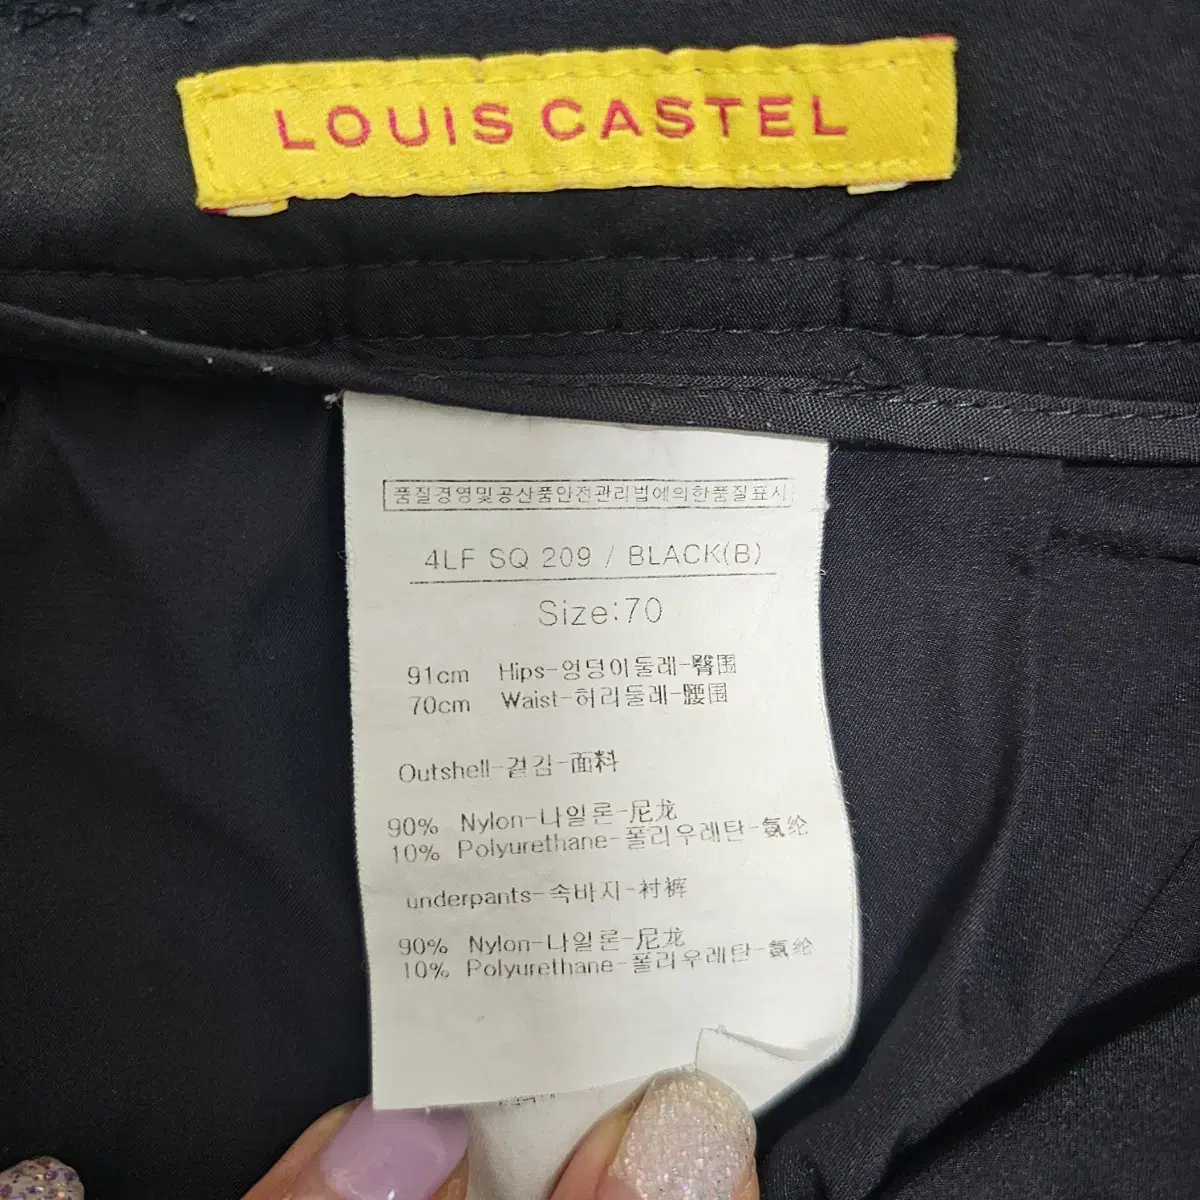 LOUIS CASTEL
품질경영및공산품안전관리법에의한품질표시
4LF SQ 209 / BLACK(B)
Size:70
91cm Hips-엉덩이둘레-臀围
70cm Waist-허리둘레-腰围
Outshell-겉감-面料
90% Nylon-나일론-尼龙
10% Polyurethane-폴리우레탄-氨纶
underpants-속바지-衬裤
90% Nylon-나일론-尼龙
10% Polyurethane-폴리우레탄-氨纶